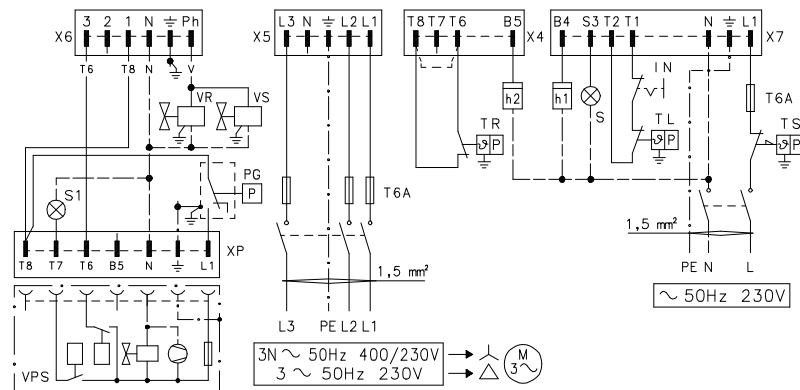 3 2 1 N Ph
X6
T6 T8 N V
VR VS
PG
P
S1
XP
T8 T7 T6 B5 N L1
VPS
X5
L3 N L2 L1
T6A
1,5 mm²
L3 PE L2 L1
3N ~ 50Hz 400/230V
3 ~ 50Hz 230V
M
3~
T8 T7 T6 B5
X4
h2
TR
ϑ P
B4 S3 T2 T1 N L1
X7
h1
S
IN
TL
ϑ P
T6A
TS
ϑ P
1,5 mm²
PE N L
~ 50Hz 230V